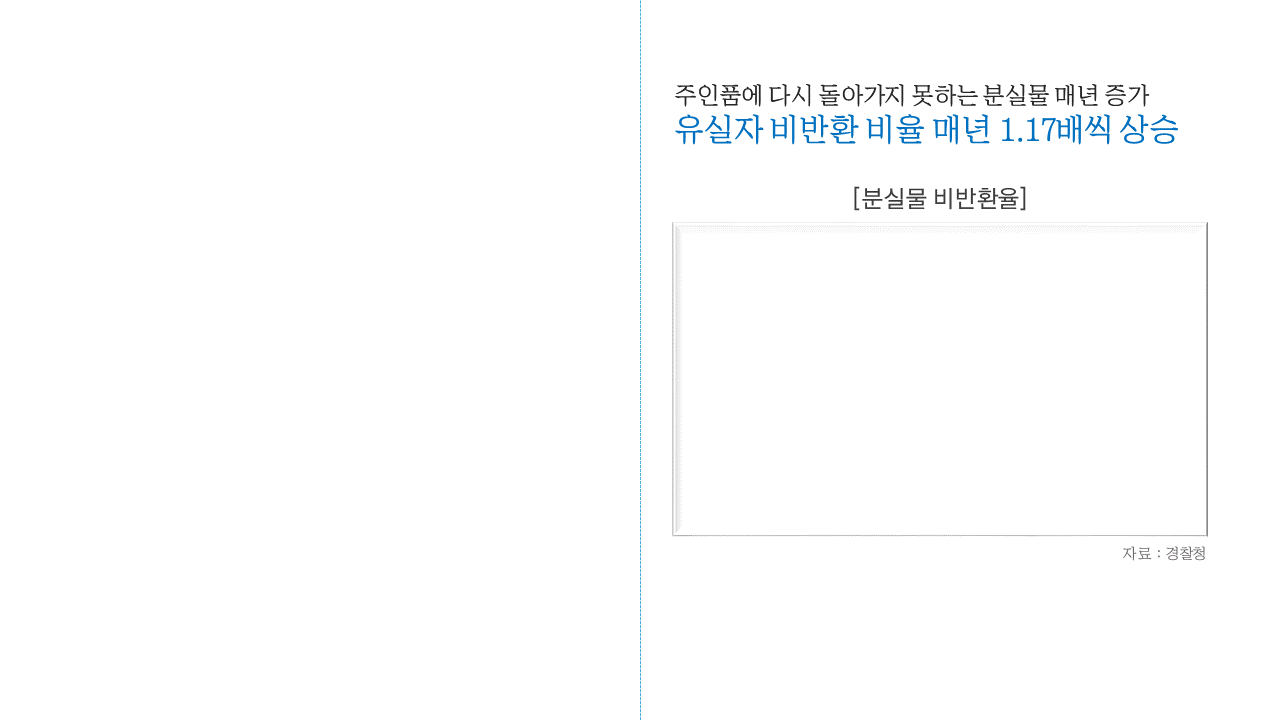 주인품에 다시 돌아가지 못하는 분실물 매년 증가
유실자 비반환 비율 매년 1.17배씩 상승
[분실물 비반환율]
자료 : 경찰청